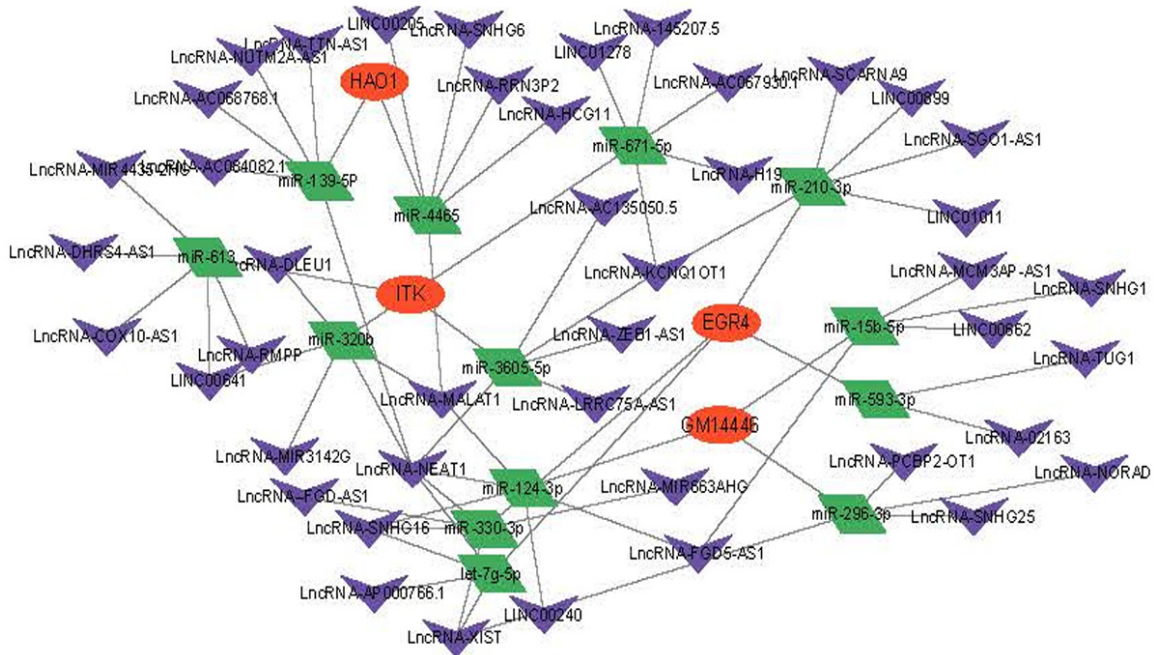 LINC00205
LncRNA-SNHG6
LncRNA-145207.5
LncRNA-TTN-AS1
LINC01278
LncRNA-NUTM2A-AS1
HAO1
LncRNA-RRN3P2
LncRNA-AC067930.1
LncRNA-SCARNA9
LncRNA-AC068768.1
LINC00899
LncRNA-HCG11
LncRNA-SGO1-AS1
miR-671-5p
LncRNA-MIR4435-2HG
LncRNA-AC084082.1
miR-139-5P
LncRNA-H19
miR-210-3p
LncRNA-AC135050.5
miR-4465
LINC01011
LncRNA-DHRS4-AS1
miR-613
LncRNA-DLEU1
LncRNA-KCNQ1OT1
LncRNA-MCM3AP-AS1
LncRNA-SNHG1
ITK
EGR4
miR-15b-5p
LINC00662
LncRNA-COX10-AS1
LncRNA-ZEB1-AS1
miR-320b
LncRNA-RMPP
LncRNA-TUG1
miR-3605-5p
LINC00641
LncRNA-MALAT1
LncRNA-LRRC75A-AS1
miR-593-3p
GM14446
LncRNA-02163
LncRNA-MIR3142G
LncRNA-NEAT1
LncRNA-PCBP2-OT1
LncRNA-NORAD
miR-124-3p
LncRNA-MIR663AHG
LncRNA--FGD-AS1
miR-296-3p
LncRNA-SNHG25
LncRNA-SNHG16
miR-330-3p
LncRNA-FGD5-AS1
let-7g-5p
LncRNA-AP000766.1
LINC00240
LncRNA-XIST